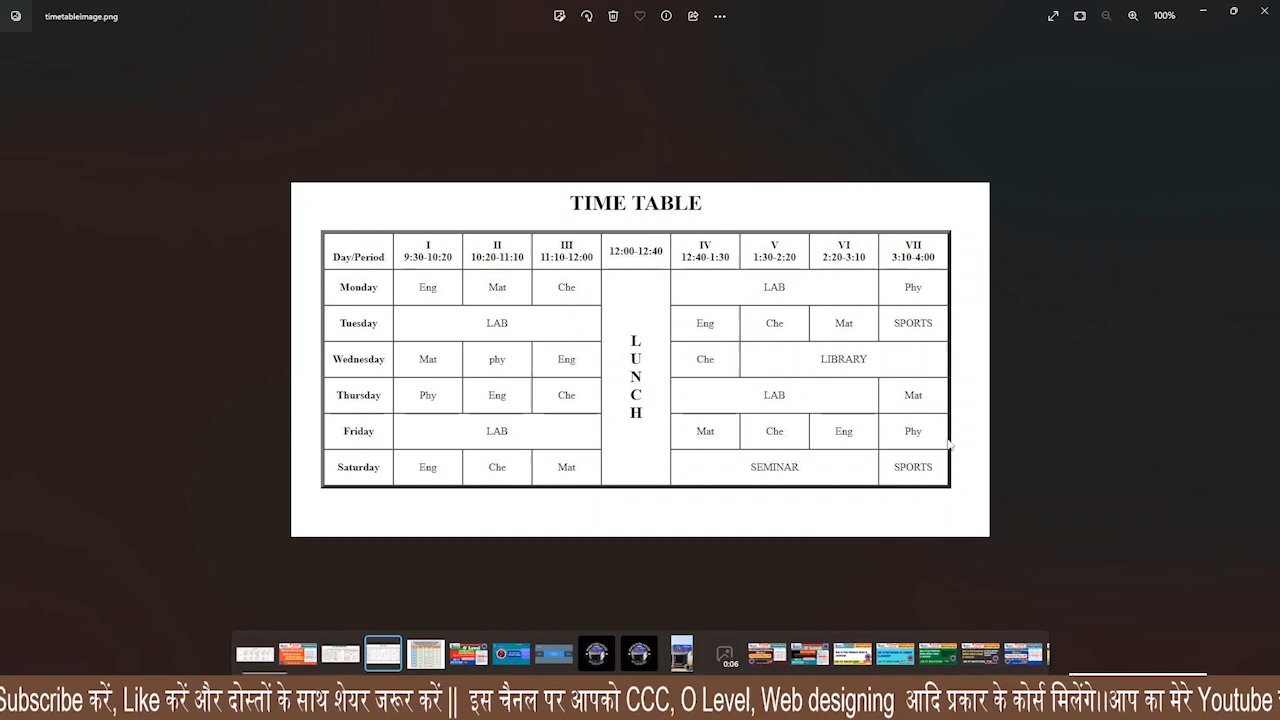 timetableimage.png
100%
TIME TABLE
Day/Period I 9:30-10:20 II 10:20-11:10 III 11:10-12:00 12:00-12:40 IV 12:40-1:30 V 1:30-2:20 VI 2:20-3:10 VII 3:10-4:00
Monday Eng Mat Che LUNCH LAB Phy
Tuesday LAB Eng Che Mat SPORTS
Wednesday Mat phy Eng Che LIBRARY
Thursday Phy Eng Che LAB Mat
Friday LAB Mat Che Eng Phy
Saturday Eng Che Mat SEMINAR SPORTS
0:06
Subscribe करें, Like करें और दोस्तों के साथ शेयर जरूर करें || इस चैनल पर आपको CCC, O Level, Web designing आदि प्रकार के कोर्स मिलेंगे।।आप का मेरे Youtube